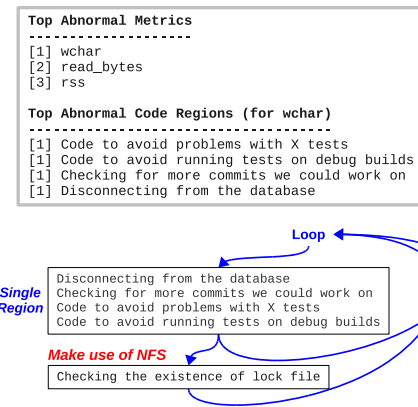 Top Abnormal Metrics
--------------------
[1] wchar
[2] read_bytes
[3] rss
Top Abnormal Code Regions (for wchar)
-------------------------------------
[1] Code to avoid problems with X tests
[1] Code to avoid running tests on debug builds
[1] Checking for more commits we could work on
[1] Disconnecting from the database
Loop
Single
Region
Disconnecting from the database
Checking for more commits we could work on
Code to avoid problems with X tests
Code to avoid running tests on debug builds
Make use of NFS
Checking the existence of lock file